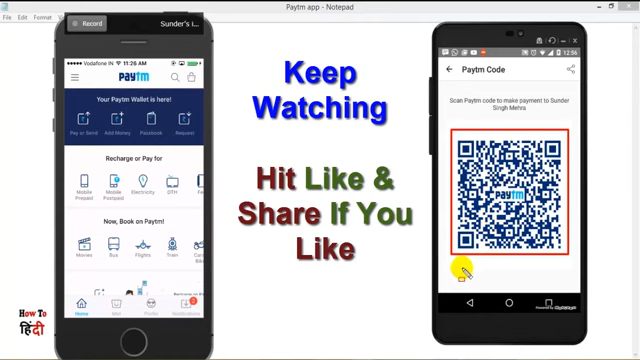 Paytm app - Notepad
File Edit Format
Record
Sunder's i...
Vodafone IN 11:26 AM
paytm
Your Paytm Wallet is here!
Pay or Send Add Money Passbook Request
Recharge or Pay for
Mobile Prepaid Mobile Postpaid Electricity DTH
Now, Book on Paytm!
Movies Bus Flights Train
Home Mall Profile Notifications
2
How To
हिंदी
Keep
Watching
Hit Like &
Share If You
Like
12:56
Paytm Code
Scan Paytm code to make payment to Sunder
Singh Mehra
paytm
Powered by